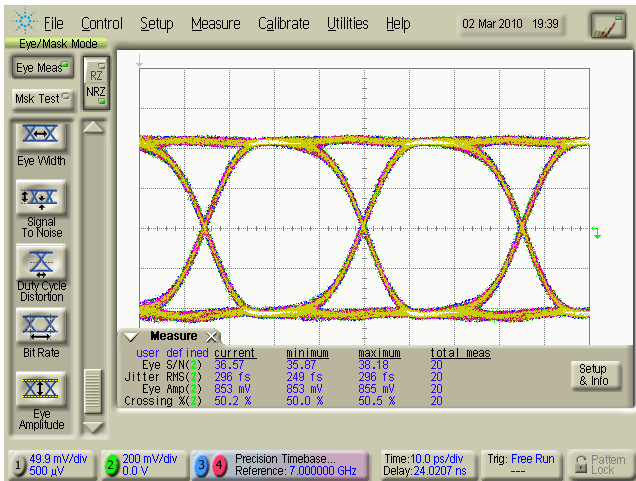 File Control Setup Measure Calibrate Utilities Help 02 Mar 2010 19:39
Eye/Mask Mode
Eye Meas
RZ
NRZ
Msk Test
Eye Width
Signal
To Noise
Duty Cycle
Distortion
Bit Rate
Eye
Amplitude
Measure
user defined current minimum maximum total meas
Eye S/N(2) 36.57 35.87 38.18 20
Jitter RMS(2) 296 fs 249 fs 296 fs 20
Eye Amp(2) 853 mV 853 mV 855 mV 20
Crossing %(2) 50.2 % 50.0 % 50.5 % 20
Setup
& Info
1 49.9 mV/div
500 µV
2 200 mV/div
0.0 V
3 4 Precision Timebase...
Reference: 7.000000 GHz
Time:10.0 ps/div
Delay:24.0207 ns
Trig: Free Run
---
Pattern
Lock